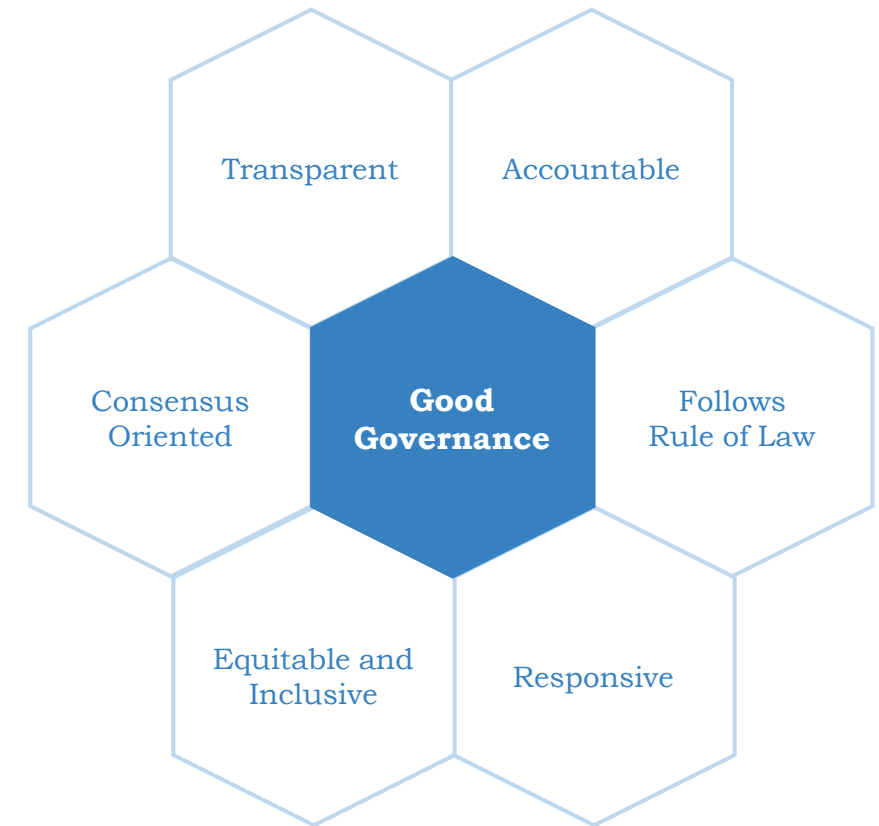 Transparent
Accountable
Consensus
Oriented
Good
Governance
Follows
Rule of Law
Equitable and
Inclusive
Responsive